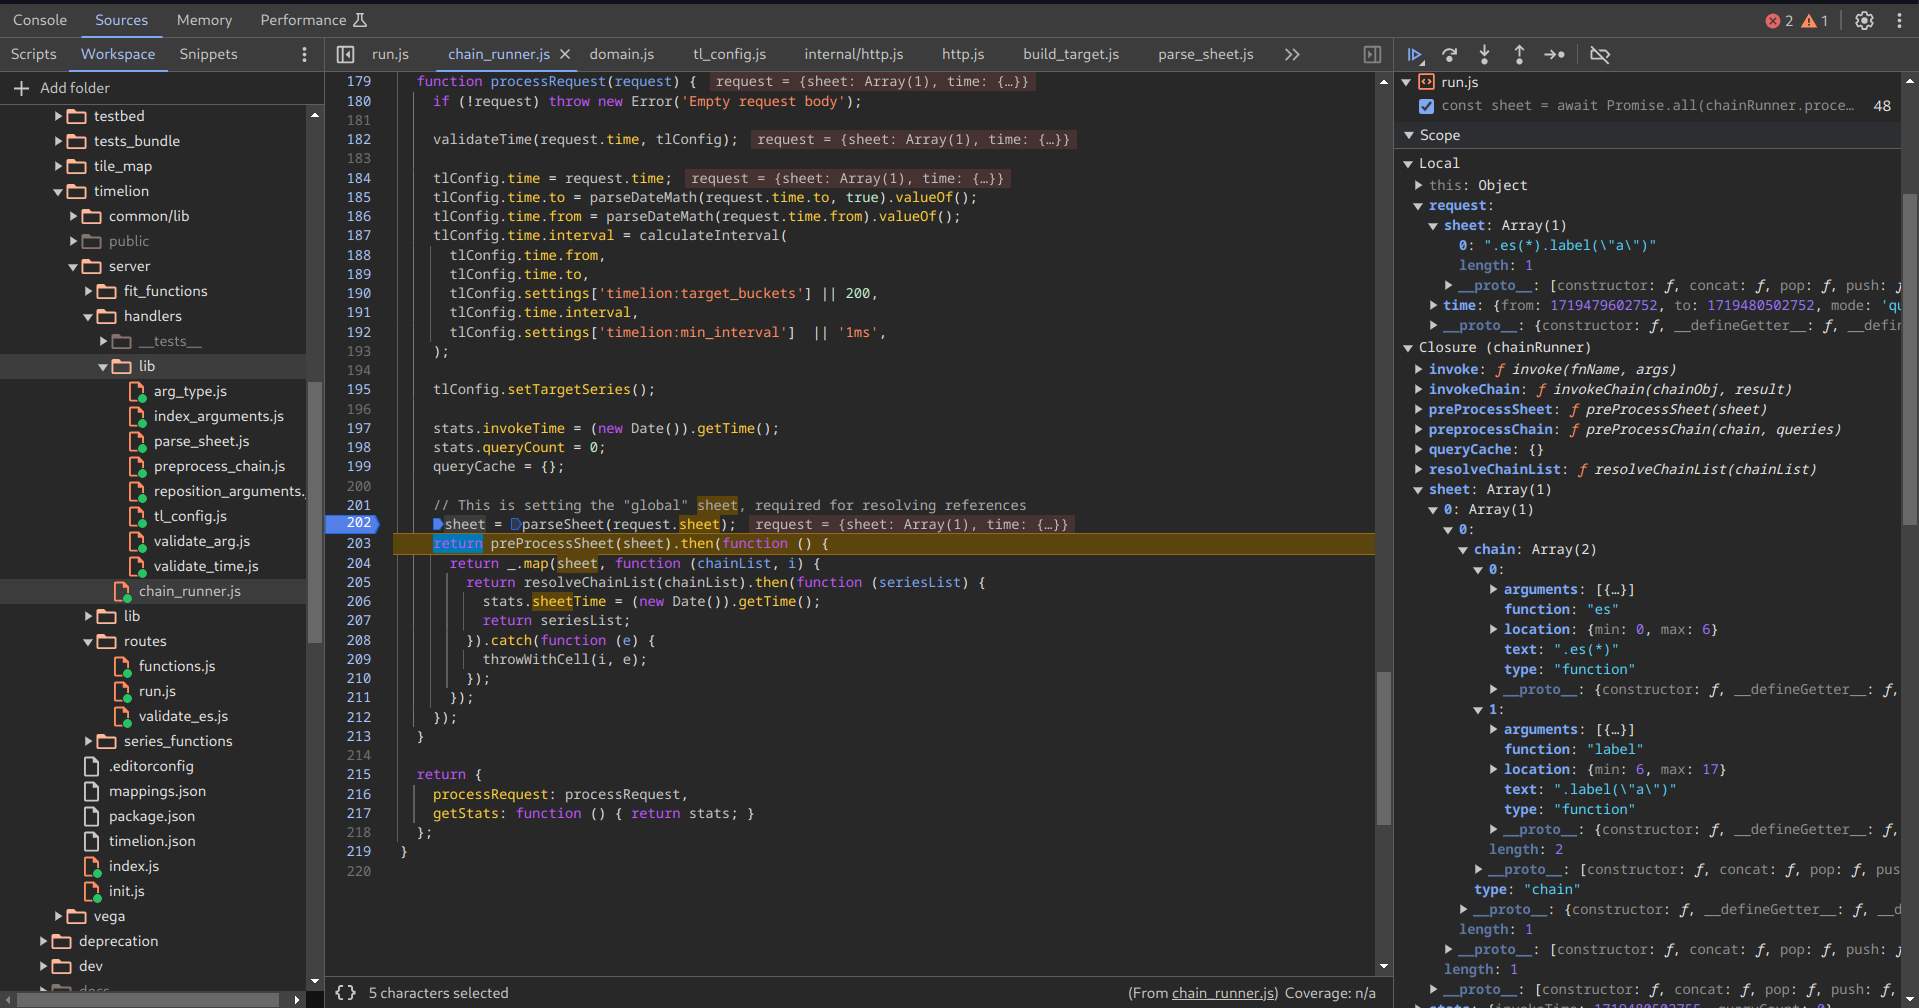 Console Sources Memory Performance 2 1
Scripts Workspace Snippets
run.js chain_runner.js domain.js tl_config.js internal/http.js http.js build_target.js parse_sheet.js
Add folder
testbed
tests_bundle
tile_map
timelion
common/lib
public
server
fit_functions
handlers
__tests__
lib
arg_type.js
index_arguments.js
parse_sheet.js
preprocess_chain.js
reposition_arguments.
tl_config.js
validate_arg.js
validate_time.js
chain_runner.js
lib
routes
functions.js
run.js
validate_es.js
series_functions
.editorconfig
mappings.json
package.json
timelion.json
index.js
init.js
vega
deprecation
dev
docs
179 function processRequest(request) { request = {sheet: Array(1), time: {…}}
180 if (!request) throw new Error('Empty request body');
181
182 validateTime(request.time, tlConfig); request = {sheet: Array(1), time: {…}}
183
184 tlConfig.time = request.time; request = {sheet: Array(1), time: {…}}
185 tlConfig.time.to = parseDateMath(request.time.to, true).valueOf();
186 tlConfig.time.from = parseDateMath(request.time.from).valueOf();
187 tlConfig.time.interval = calculateInterval(
188 tlConfig.time.from,
189 tlConfig.time.to,
190 tlConfig.settings['timelion:target_buckets'] || 200,
191 tlConfig.time.interval,
192 tlConfig.settings['timelion:min_interval'] || '1ms',
193 );
194
195 tlConfig.setTargetSeries();
196
197 stats.invokeTime = (new Date()).getTime();
198 stats.queryCount = 0;
199 queryCache = {};
200
201 // This is setting the "global" sheet, required for resolving references
202 sheet = parseSheet(request.sheet); request = {sheet: Array(1), time: {…}}
203 return preProcessSheet(sheet).then(function () {
204 return _.map(sheet, function (chainList, i) {
205 return resolveChainList(chainList).then(function (seriesList) {
206 stats.sheetTime = (new Date()).getTime();
207 return seriesList;
208 }).catch(function (e) {
209 throwWithCell(i, e);
210 });
211 });
212 });
213 }
214
215 return {
216 processRequest: processRequest,
217 getStats: function () { return stats; }
218 };
219 }
220
{} 5 characters selected (From chain_runner.js) Coverage: n/a
run.js
const sheet = await Promise.all(chainRunner.proce… 48
Scope
Local
this: Object
request:
sheet: Array(1)
0: ".es(*).label(\"a\")"
length: 1
__proto__: [constructor: ƒ, concat: ƒ, pop: ƒ, push: ƒ
time: {from: 1719479602752, to: 1719480502752, mode: 'qu
__proto__: {constructor: ƒ, __defineGetter__: ƒ, __defin
Closure (chainRunner)
invoke: ƒ invoke(fnName, args)
invokeChain: ƒ invokeChain(chainObj, result)
preProcessSheet: ƒ preProcessSheet(sheet)
preprocessChain: ƒ preProcessChain(chain, queries)
queryCache: {}
resolveChainList: ƒ resolveChainList(chainList)
sheet: Array(1)
0: Array(1)
0:
chain: Array(2)
0:
arguments: [{…}]
function: "es"
location: {min: 0, max: 6}
text: ".es(*)"
type: "function"
__proto__: {constructor: ƒ, __defineGetter__: ƒ,
1:
arguments: [{…}]
function: "label"
location: {min: 6, max: 17}
text: ".label(\"a\")"
type: "function"
__proto__: {constructor: ƒ, __defineGetter__: ƒ,
length: 2
__proto__: [constructor: ƒ, concat: ƒ, pop: ƒ, pus
type: "chain"
__proto__: {constructor: ƒ, __defineGetter__: ƒ, __d
length: 1
__proto__: [constructor: ƒ, concat: ƒ, pop: ƒ, push: ƒ
length: 1
__proto__: [constructor: ƒ, concat: ƒ, pop: ƒ, push: ƒ,